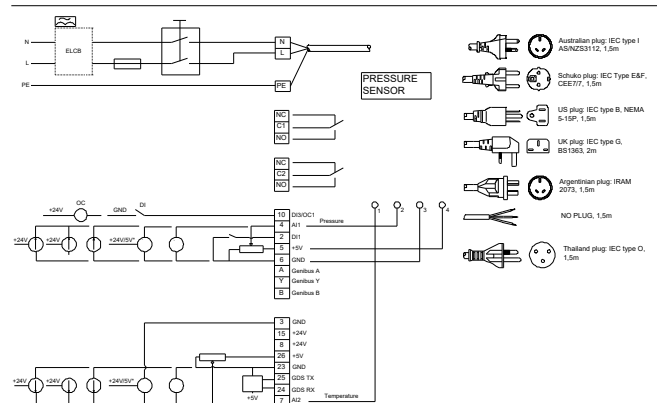 ELCB
N
L
PE
N
L
PE
PRESSURE
SENSOR
NC
C1
NO
NC
C2
NO
+24V
OC
GND
DI
10 DI3/OC1
4 AI1
Pressure
2 DI1
5 +5V
6 GND
A Genibus A
Y Genibus Y
B Genibus B
+24V
+24V
+24V/5V*
1
2
3
4
3 GND
15 +24V
8 +24V
26 +5V
23 GND
25 GDS TX
24 GDS RX
7 AI2
Temperature
+24V
+24V
+24V/5V*
+5V
Australian plug: IEC type I
AS/NZS3112, 1,5m
Schuko plug: IEC Type E&F,
CEE7/7, 1,5m
US plug: IEC type B, NEMA
5-15P, 1,5m
UK plug: IEC type G,
BS1363, 2m
Argentinian plug: IRAM
2073, 1,5m
NO PLUG, 1,5m
Thailand plug: IEC type O,
1,5m